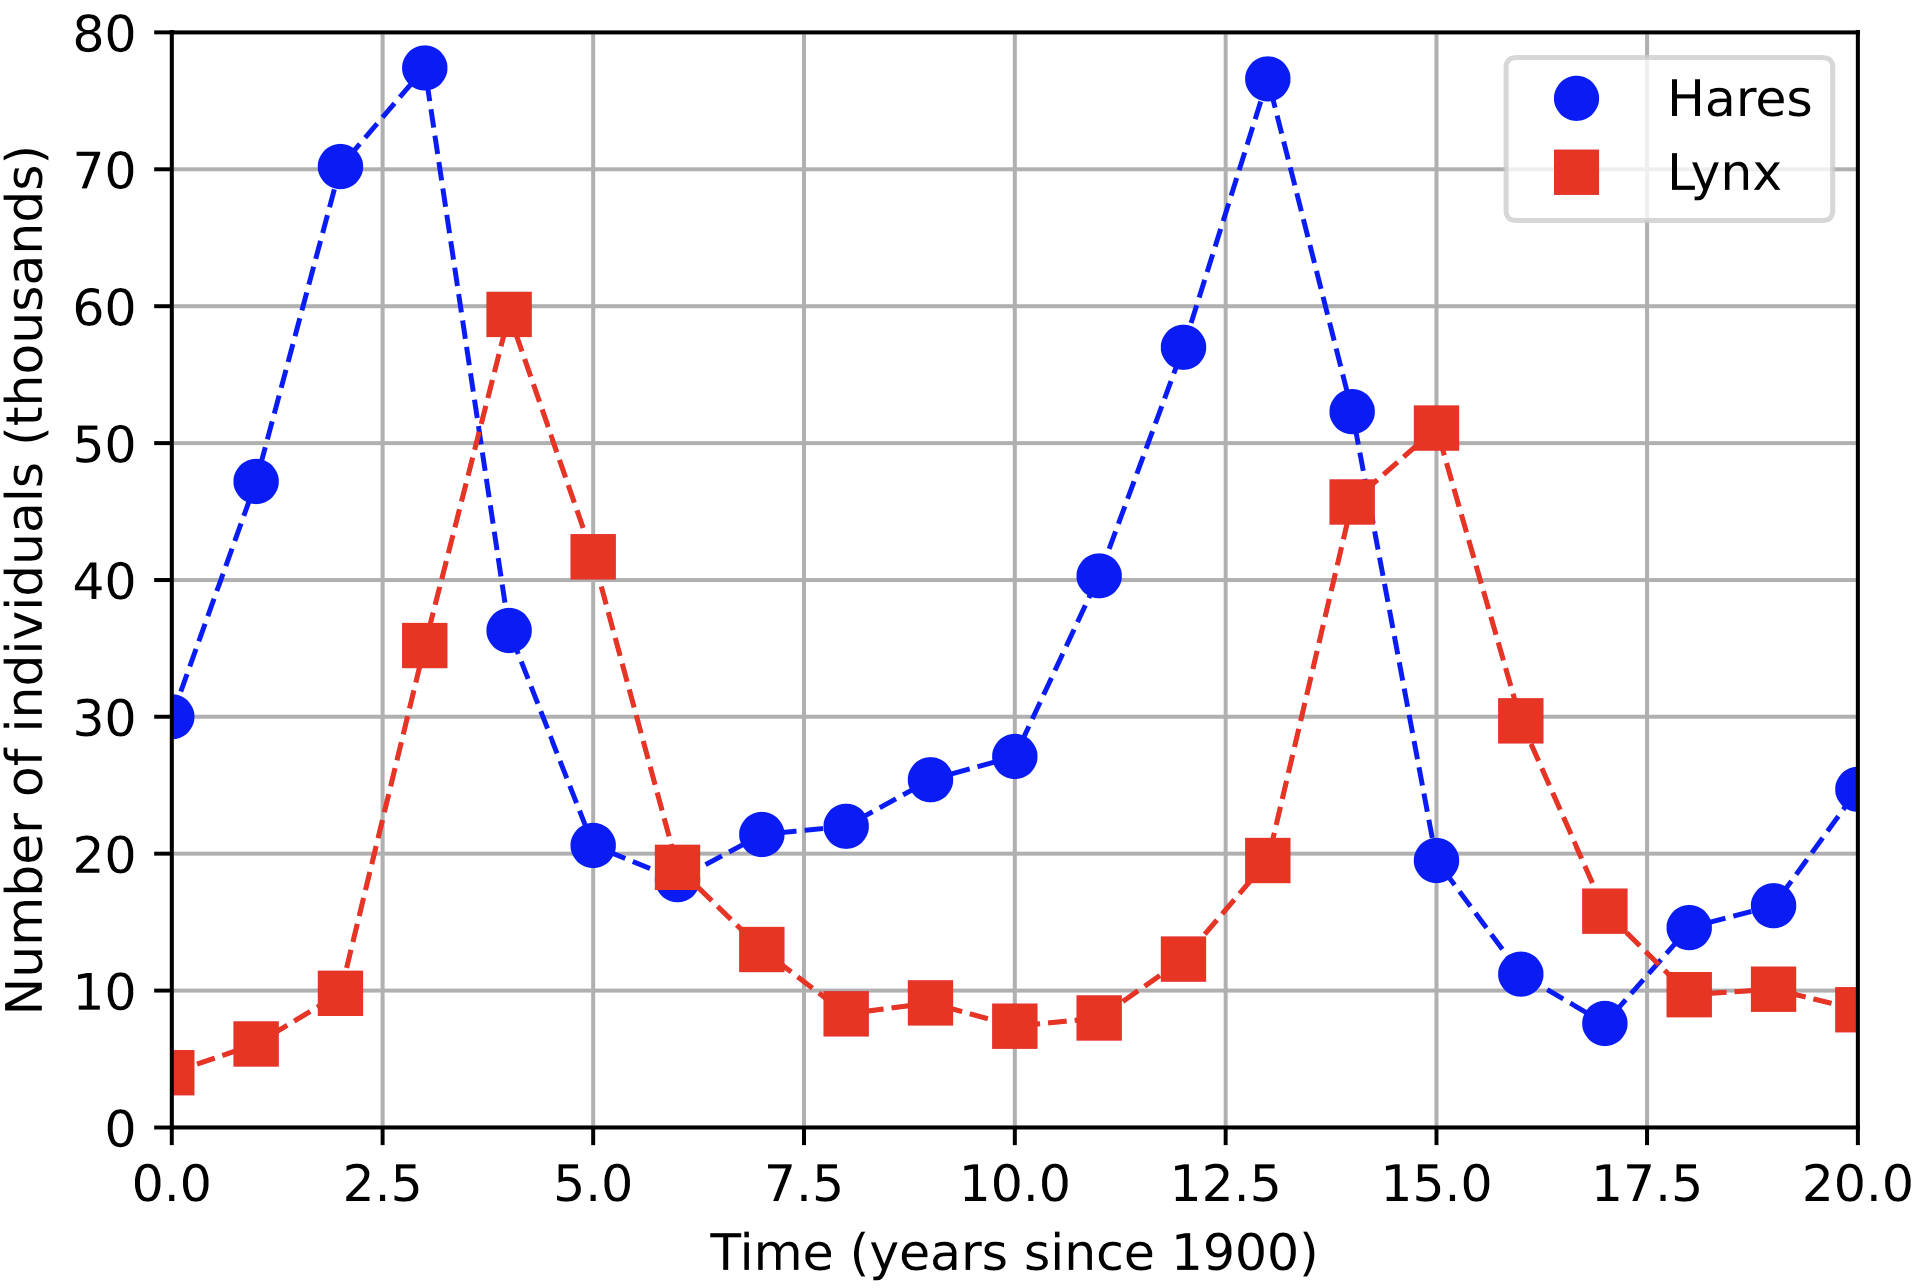 Number of individuals (thousands)
80
70
60
50
40
30
20
10
0
Hares
Lynx
0.0 2.5 5.0 7.5 10.0 12.5 15.0 17.5 20.0
Time (years since 1900)